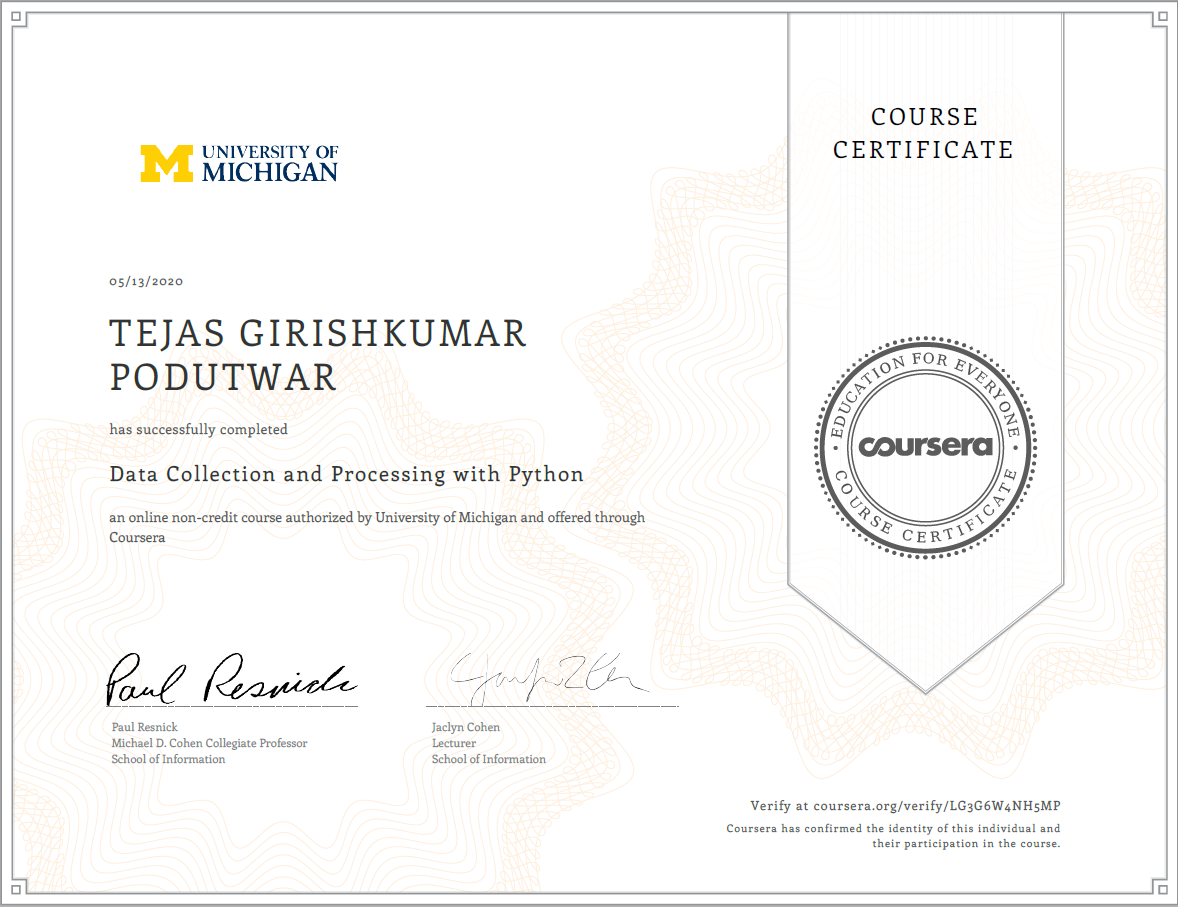 COURSE
CERTIFICATE
M UNIVERSITY OF
MICHIGAN
05/13/2020
TEJAS GIRISHKUMAR
PODUTWAR
has successfully completed
Data Collection and Processing with Python
an online non-credit course authorized by University of Michigan and offered through
Coursera
EDUCATION FOR EVERYONE
coursera
COURSE CERTIFICATE
Paul Resnick
Paul Resnick
Michael D. Cohen Collegiate Professor
School of Information
Jaclyn Cohen
Lecturer
School of Information
Verify at coursera.org/verify/LG3G6W4NH5MP
Coursera has confirmed the identity of this individual and
their participation in the course.